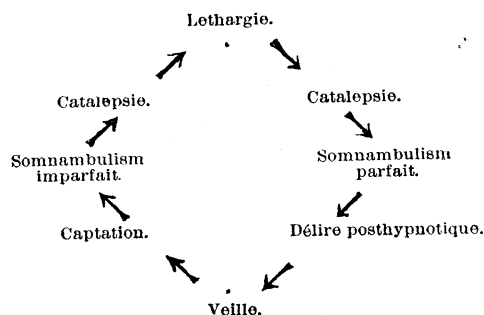 Lethargie.
Catalepsie.
Catalepsie.
Somnambulism
imparfait.
Somnambulism
parfait.
Captation.
Délire posthypnotique.
Veille.